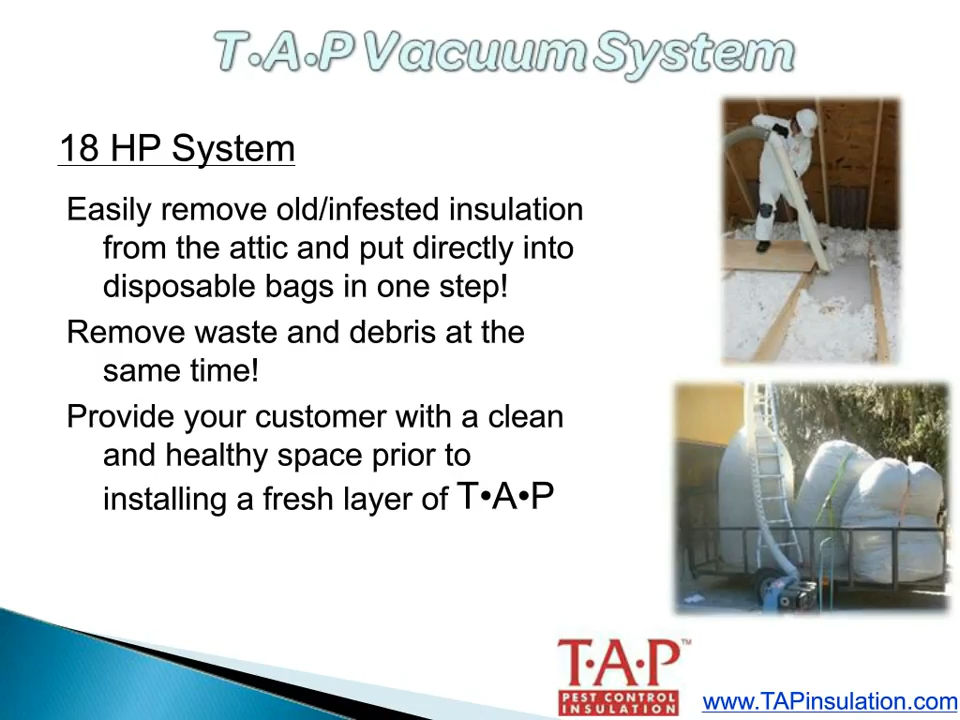 T•A•P Vacuum System
18 HP System
Easily remove old/infested insulation
from the attic and put directly into
disposable bags in one step!
Remove waste and debris at the
same time!
Provide your customer with a clean
and healthy space prior to
installing a fresh layer of T•A•P
T•A•P™
PEST CONTROL
INSULATION
www.TAPinsulation.com